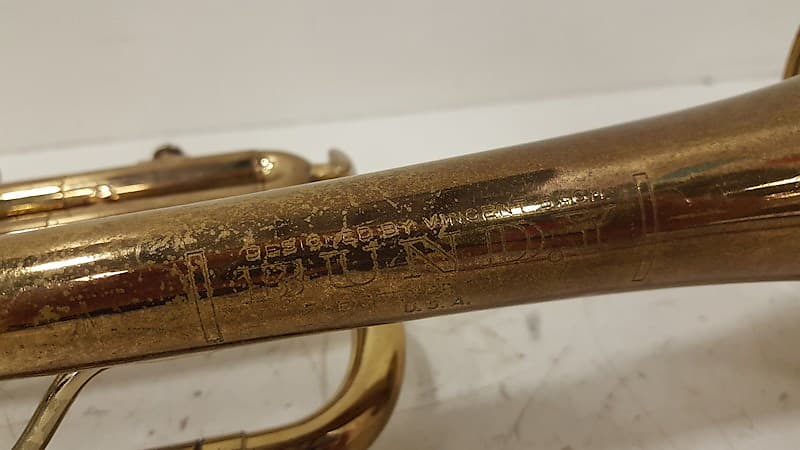 DESIGNED BY VINCENT BACH
BUNDY
U.S.A.